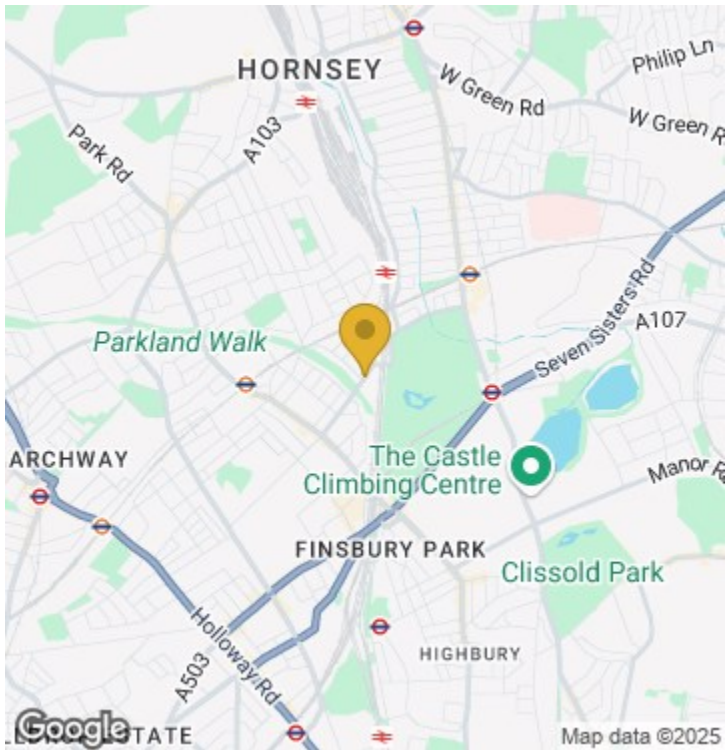 HORNSEY
Philip Ln
W Green Rd
W Green R
A103
Park Rd
Seven Sisters Rd
A107
Parkland Walk
ARCHWAY
The Castle
Climbing Centre
Manor R
FINSBURY PARK
Clissold Park
Holloway Rd
A503
HIGHBURY
Google
ESTATE
Map data ©2025